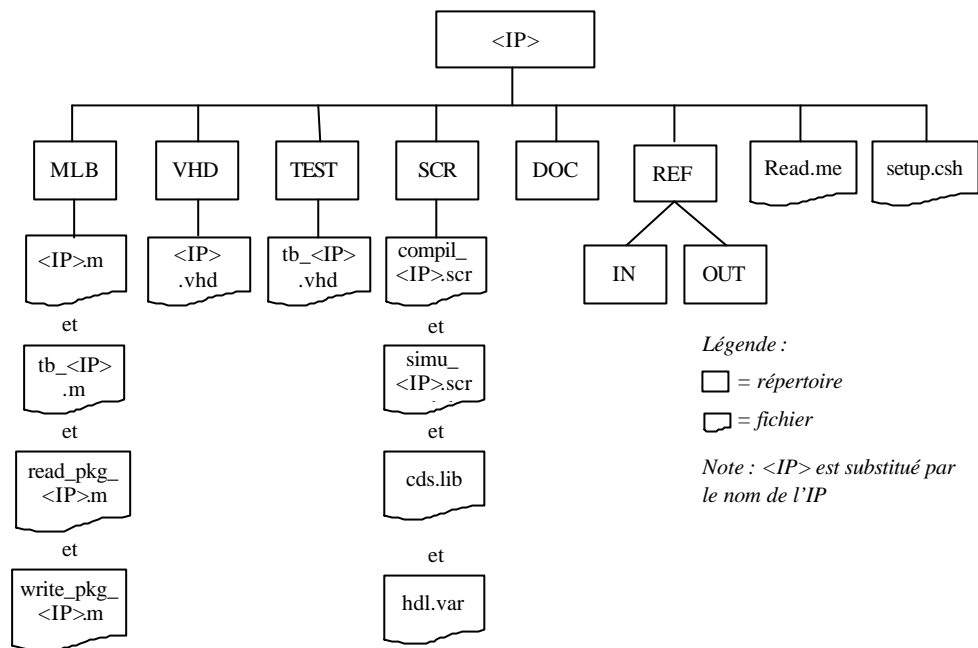 <IP>
MLB
VHD
TEST
SCR
DOC
REF
Read.me
setup.csh
<IP>.m
<IP>
.vhd
tb_<IP>
.vhd
compil_
<IP>.scr
IN
OUT
et
et
tb_<IP>
.m
simu_
<IP>.scr
et
et
read_pkg_
<IP>.m
cds.lib
et
et
write_pkg_
<IP>.m
hdl.var
Légende :
= répertoire
= fichier
Note : <IP> est substitué par
le nom de l'IP